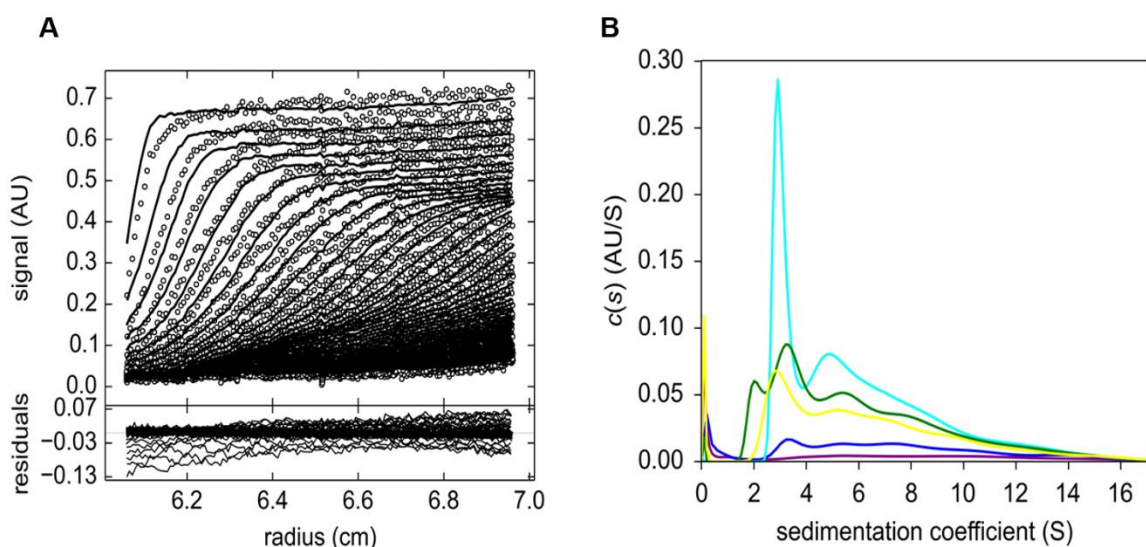 A
0.7
0.6
0.5
0.4
0.3
0.2
0.1
0.0
signal (AU)
0.07
−0.03
−0.13
residuals
6.2 6.4 6.6 6.8 7.0
radius (cm)
B
0.30
0.25
0.20
0.15
0.10
0.05
0.00
c(s) (AU/S)
0 2 4 6 8 10 12 14 16
sedimentation coefficient (S)